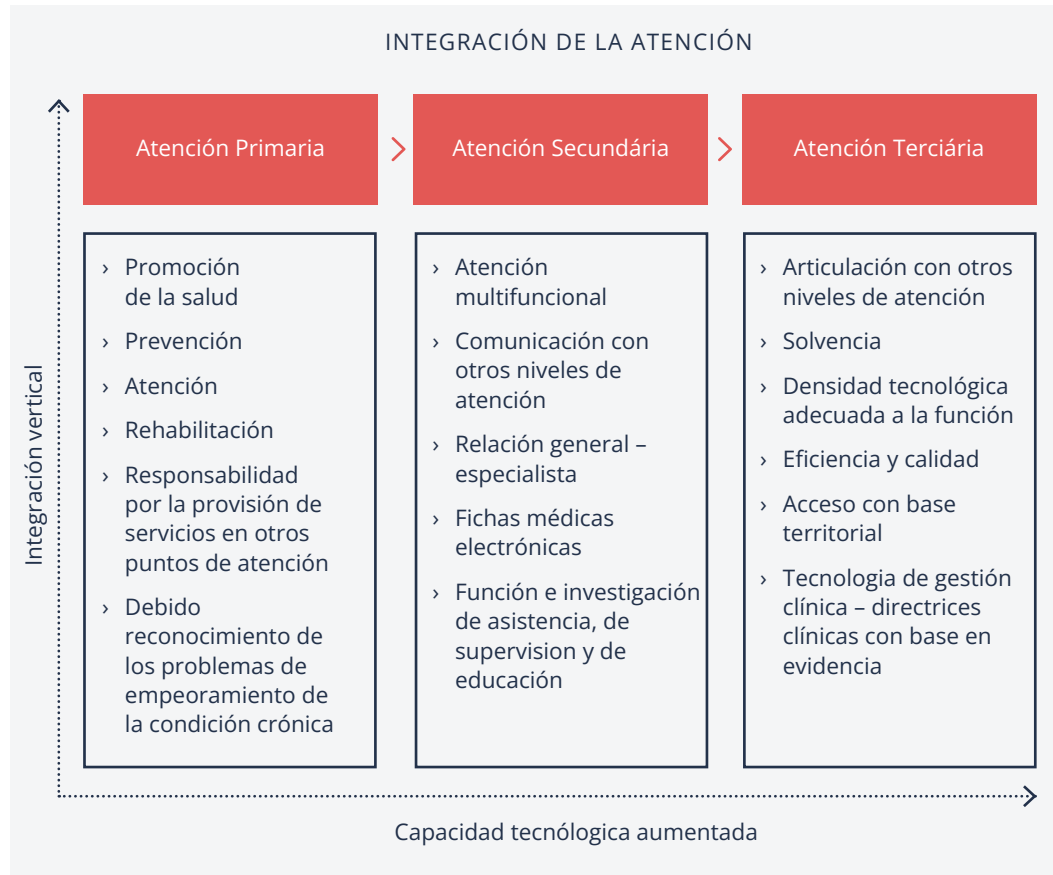 INTEGRACIÓN DE LA ATENCIÓN
Atención Primaria
>
Atención Secundária
>
Atención Terciária
Integración vertical
› Promoción
de la salud
› Prevención
› Atención
› Rehabilitación
› Responsabilidad
por la provisión de
servicios en otros
puntos de atención
› Debido
reconocimiento de
los problemas de
empeoramiento de
la condición crónica
› Atención
multifuncional
› Comunicación con
otros niveles de
atención
› Relación general –
especialista
› Fichas médicas
electrónicas
› Función e investigación
de asistencia, de
supervision y de
educación
› Articulación con otros
niveles de atención
› Solvencia
› Densidad tecnológica
adecuada a la función
› Eficiencia y calidad
› Acceso con base
territorial
› Tecnologia de gestión
clínica – directrices
clínicas con base en
evidencia
Capacidad tecnólogica aumentada